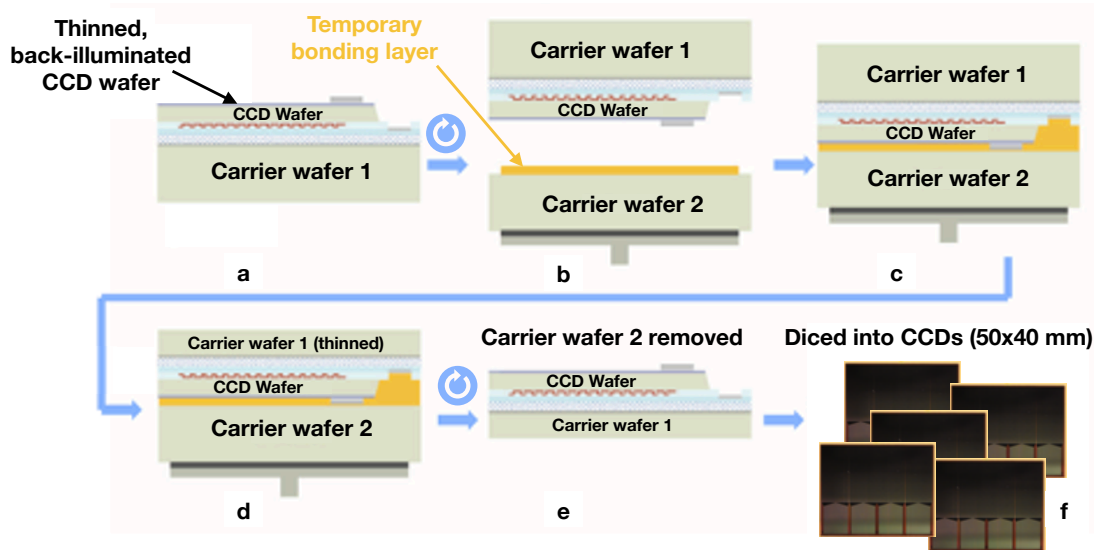 Thinned,
back-illuminated
CCD wafer
CCD Wafer
Carrier wafer 1
a
Temporary
bonding layer
Carrier wafer 1
CCD Wafer
Carrier wafer 2
b
Carrier wafer 1
CCD Wafer
Carrier wafer 2
c
Carrier wafer 1 (thinned)
CCD Wafer
Carrier wafer 2
d
Carrier wafer 2 removed
CCD Wafer
Carrier wafer 1
e
Diced into CCDs (50x40 mm)
f